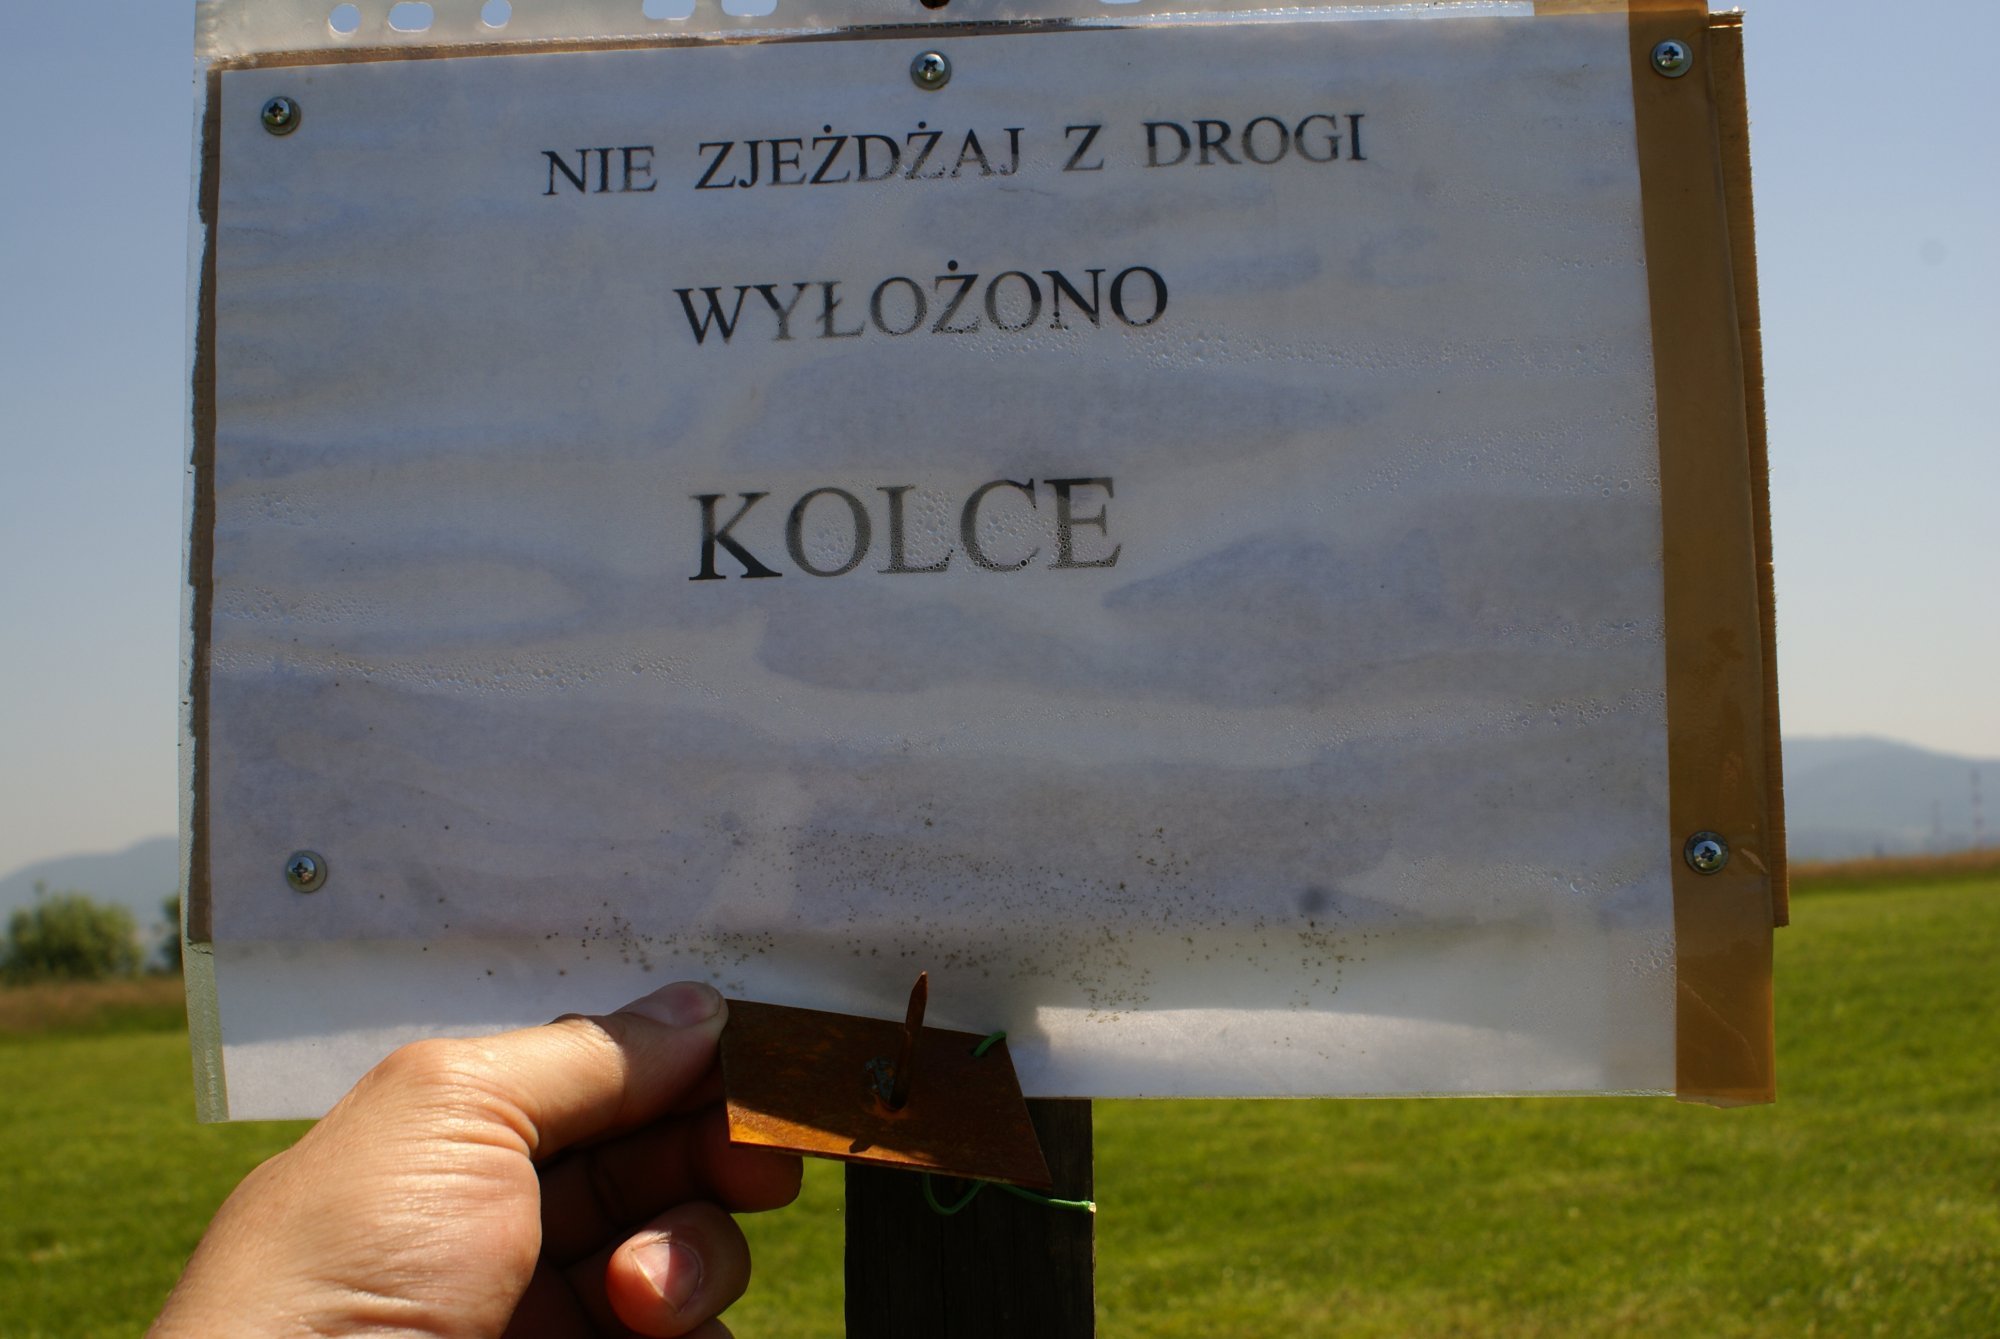 NIE ZJEŻDŻAJ Z DROGI
WYŁOŻONO
KOLCE